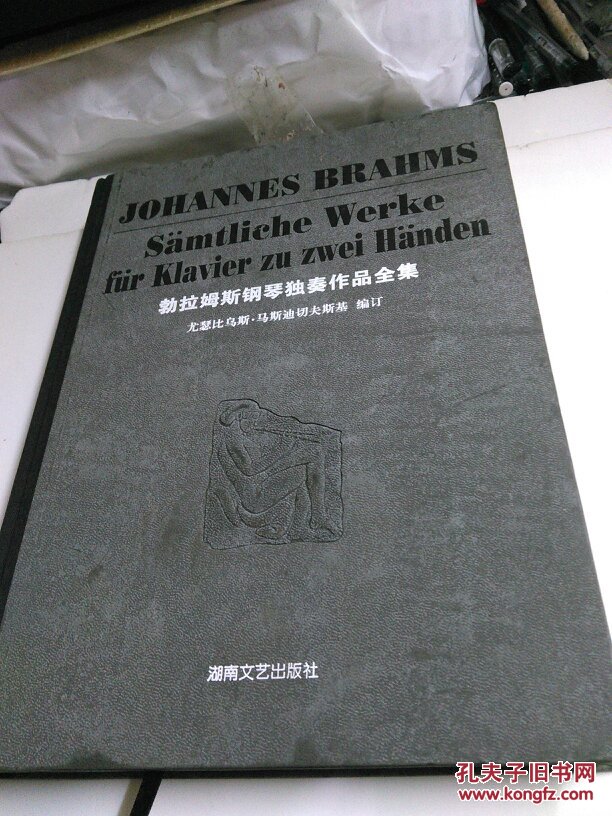 JOHANNES BRAHMS
Sämtliche Werke
für Klavier zu zwei Händen
勃拉姆斯钢琴独奏作品全集
尤瑟比乌斯·马斯迪切夫斯基 编订
湖南文艺出版社
孔夫子旧书网
www.kongfz.com